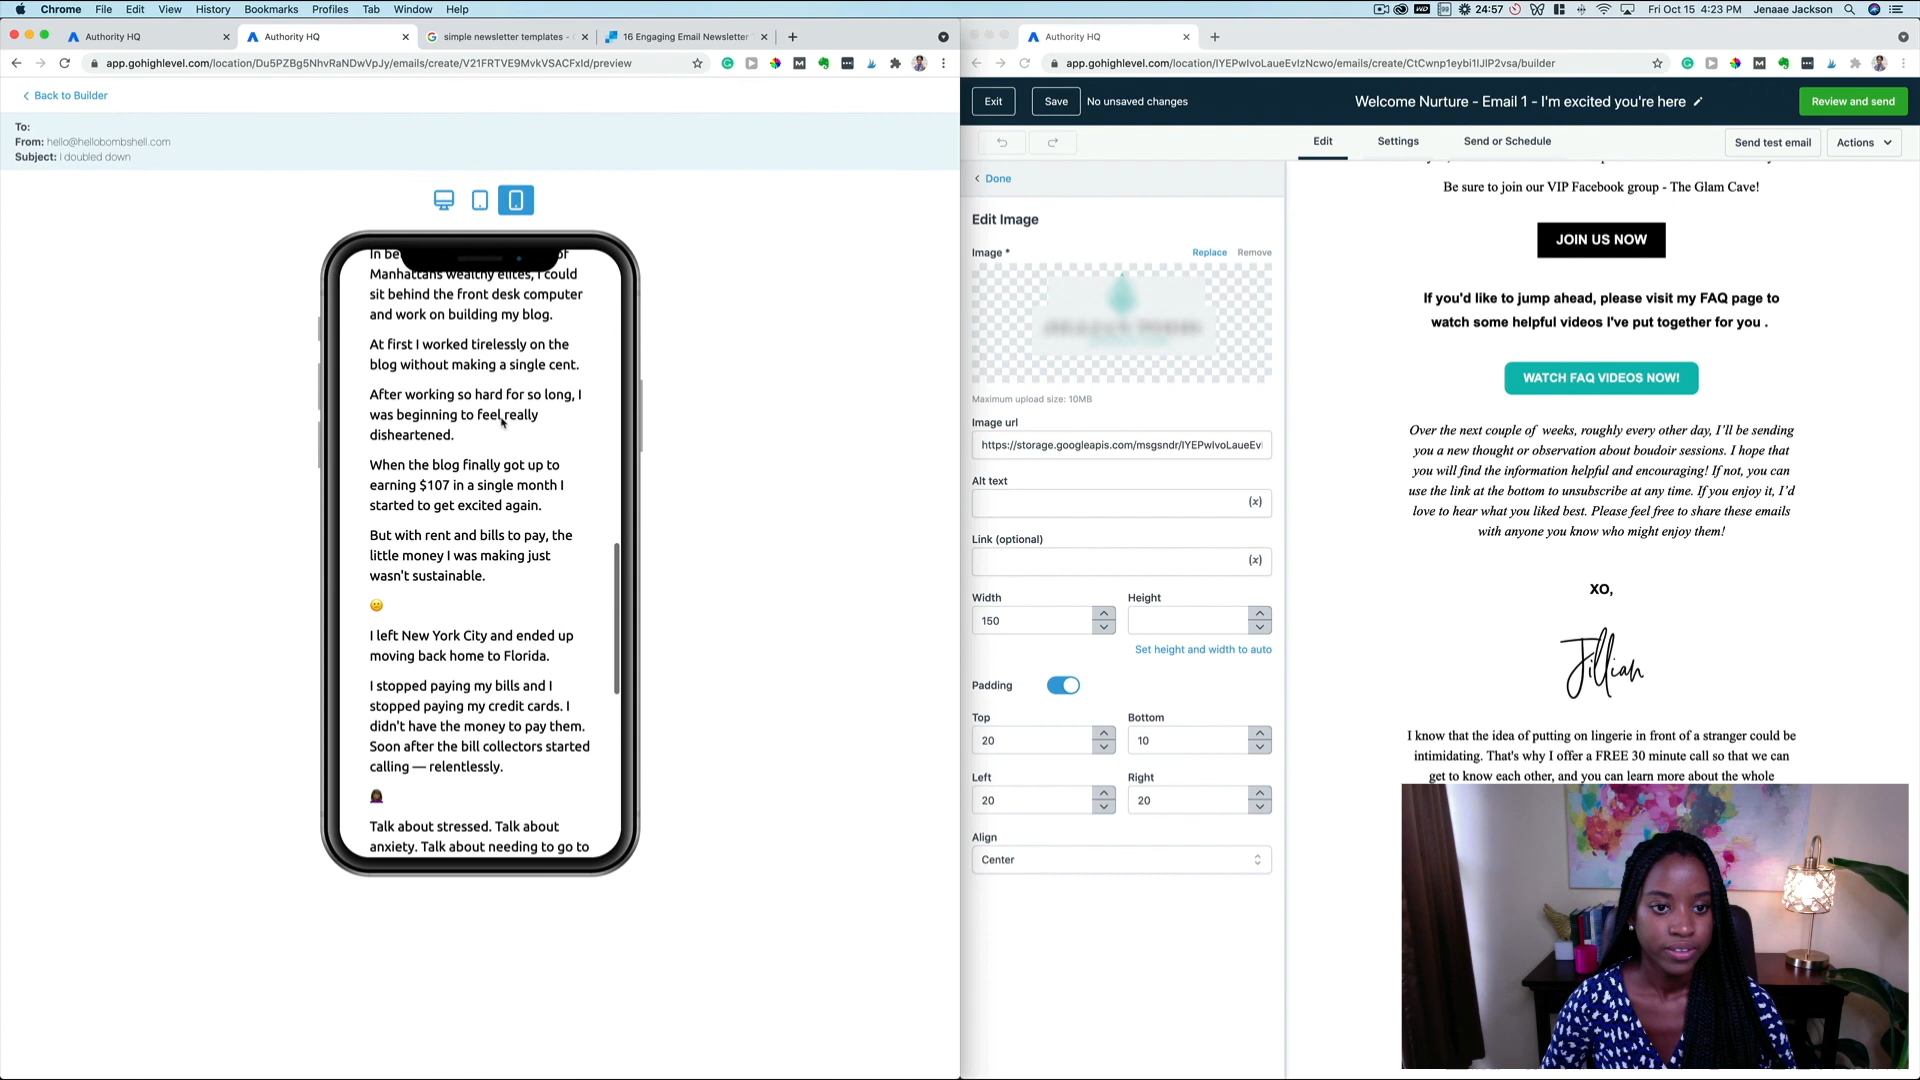 Chrome File Edit View History Bookmarks Profiles Tab Window Help
24:57 Fri Oct 15 4:23 PM Jenaae Jackson
Authority HQ
Authority HQ
simple newsletter templates -
16 Engaging Email Newsletter
app.gohighlevel.com/location/Du5PZBg5NhvRaNDwVpJy/emails/create/V21FRTVE9MvkVSACFxId/preview
Back to Builder
To:
From: hello@hellobombshell.com
Subject: I doubled down
In be of
Manhattans wealthy elites, I could
sit behind the front desk computer
and work on building my blog.
At first I worked tirelessly on the
blog without making a single cent.
After working so hard for so long, I
was beginning to feel really
disheartened.
When the blog finally got up to
earning $107 in a single month I
started to get excited again.
But with rent and bills to pay, the
little money I was making just
wasn't sustainable.
I left New York City and ended up
moving back home to Florida.
I stopped paying my bills and I
stopped paying my credit cards. I
didn't have the money to pay them.
Soon after the bill collectors started
calling — relentlessly.
Talk about stressed. Talk about
anxiety. Talk about needing to go to
Authority HQ
app.gohighlevel.com/location/IYEPwIvoLaueEvIzNcwo/emails/create/CtCwnp1eybi1IJIP2vsa/builder
Exit
Save
No unsaved changes
Welcome Nurture - Email 1 - I'm excited you're here
Review and send
Edit
Settings
Send or Schedule
Send test email
Actions
Done
Edit Image
Image *
Replace
Remove
Maximum upload size: 10MB
Image url
https://storage.googleapis.com/msgsndr/IYEPwIvoLaueEv
Alt text
(x)
Link (optional)
(x)
Width
Height
150
Set height and width to auto
Padding
Top
Bottom
20
10
Left
Right
20
20
Align
Center
Be sure to join our VIP Facebook group - The Glam Cave!
JOIN US NOW
If you'd like to jump ahead, please visit my FAQ page to
watch some helpful videos I've put together for you .
WATCH FAQ VIDEOS NOW!
Over the next couple of weeks, roughly every other day, I'll be sending
you a new thought or observation about boudoir sessions. I hope that
you will find the information helpful and encouraging! If not, you can
use the link at the bottom to unsubscribe at any time. If you enjoy it, I'd
love to hear what you liked best. Please feel free to share these emails
with anyone you know who might enjoy them!
XO,
Jillian
I know that the idea of putting on lingerie in front of a stranger could be
intimidating. That's why I offer a FREE 30 minute call so that we can
get to know each other, and you can learn more about the whole